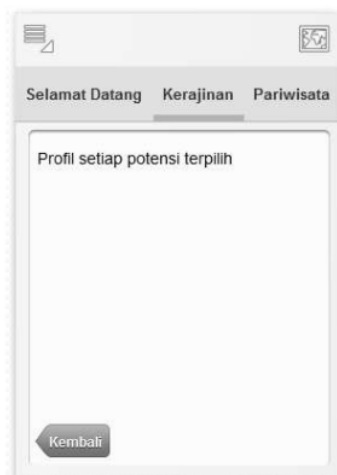 Selamat Datang Kerajinan Pariwisata
Profil setiap potensi terpilih
Kembali